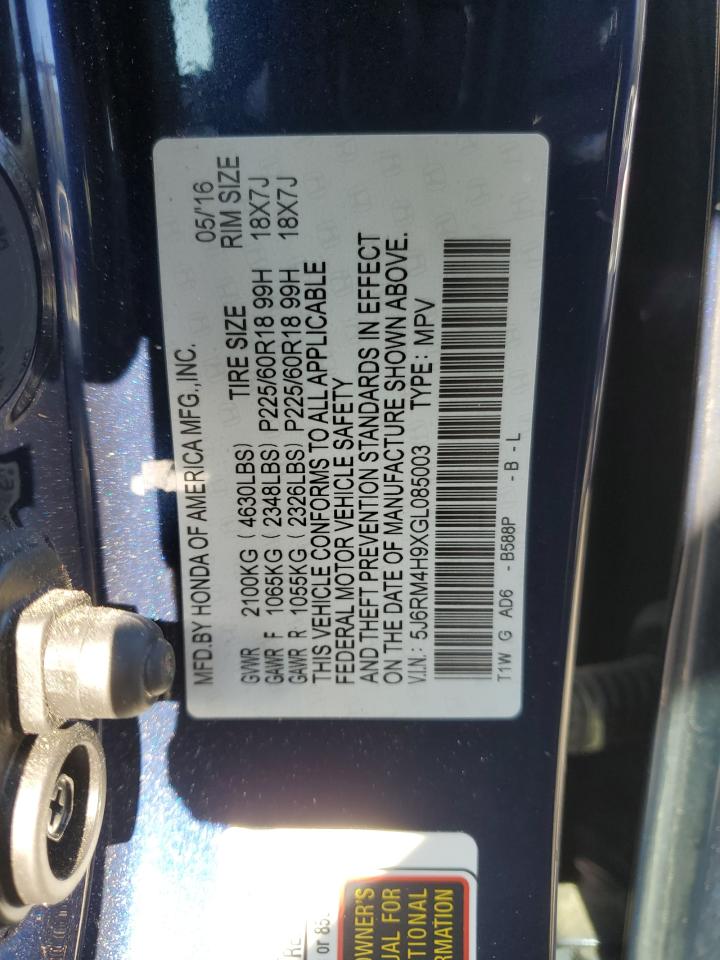 MFD.BY HONDA OF AMERICA MFG.,INC. 05/'16
TIRE SIZE RIM SIZE
GVWR 2100KG (4630LBS)
GAWR F 1065KG (2348LBS) P225/60R18 99H 18X7J
GAWR R 1055KG (2326LBS) P225/60R18 99H 18X7J
THIS VEHICLE CONFORMS TO ALL APPLICABLE
FEDERAL MOTOR VEHICLE SAFETY
AND THEFT PREVENTION STANDARDS IN EFFECT
ON THE DATE OF MANUFACTURE SHOWN ABOVE.
V.I.N.: 5J6RM4H9XGL085003 TYPE: MPV
T1W G AD6 -B588P -B-L
or
OWNER'S
FOR